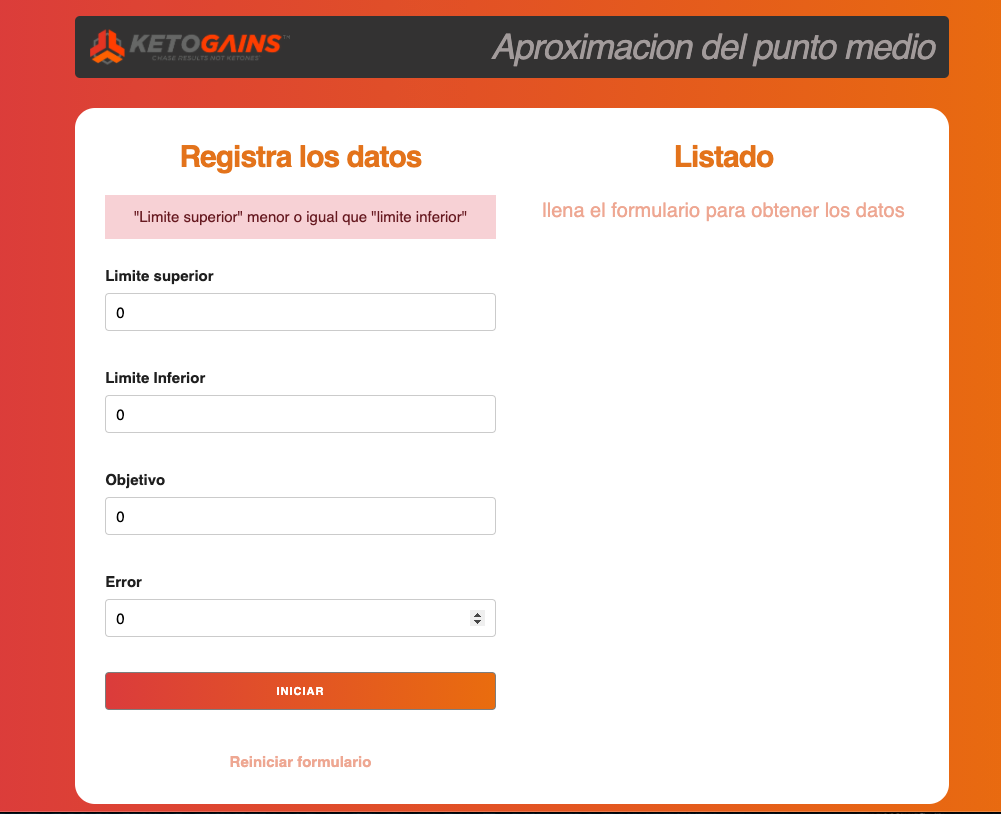 KETOGAINS™
CHASE RESULTS NOT KETONES
Aproximacion del punto medio
Registra los datos
"Limite superior" menor o igual que "limite inferior"
Limite superior
0
Limite Inferior
0
Objetivo
0
Error
0
INICIAR
Reiniciar formulario
Listado
llena el formulario para obtener los datos